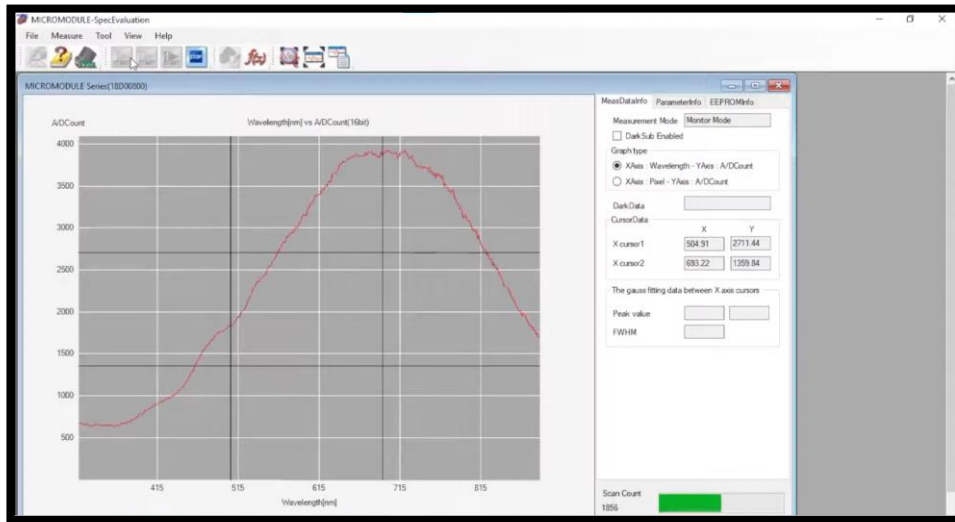 MICROMODULE-SpecEvaluation
File Measure Tool View Help
STOP
f(x)
MICROMODULE Series(18D00800)
A/DCount
Wavelength[nm] vs A/DCount(16bit)
4000
3500
3000
2500
2000
1500
1000
500
415 515 615 715 815
Wavelength[nm]
MeasDataInfo ParameterInfo EEPROMInfo
Measurement Mode Monitor Mode
DarkSub Enabled
Graph type
XAxis : Wavelength - YAxis : A/DCount
XAxis : Pixel - YAxis : A/DCount
DarkData
CursorData
X Y
X cursor1 504.91 2711.44
X cursor2 693.22 1359.84
The gauss fitting data between X axis cursors
Peak value
FWHM
Scan Count
1856